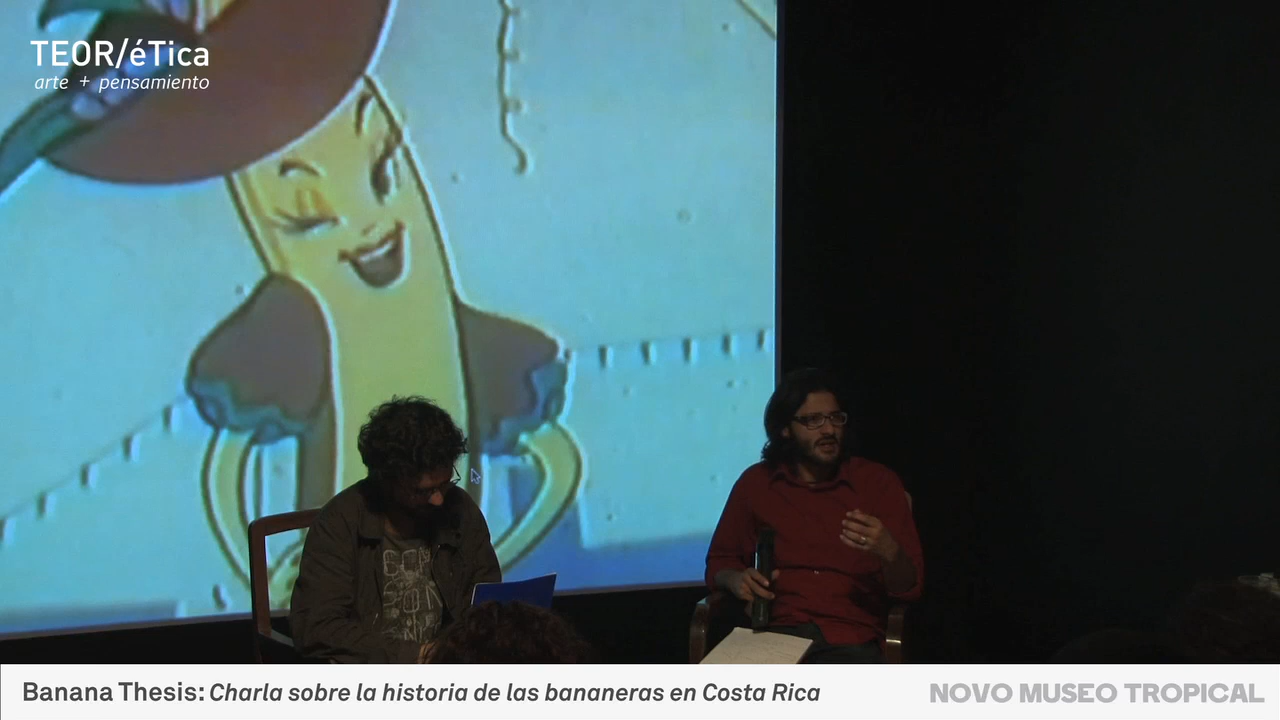 TEOR/éTica
arte + pensamiento
Banana Thesis: Charla sobre la historia de las bananeras en Costa Rica
NOVO MUSEO TROPICAL